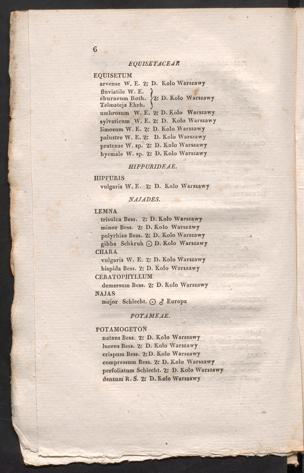 6
EQUISETACEAE
EQUISETUM
arvense W. E. ♃ D. Koło Warszawy
fluviatile W. E.
eburneum Roth. ♃ D. Koło Warszawy
Telmateja Ehrh.
umbrosum W. E. ♃ D. Koło Warszawy
sylvaticum W. E. ♃ D. Koło Warszawy
limosum W. E. ♃ D. Koło Warszawy
palustre W. E. ♃ D. Koło Warszawy
pratense W. sp. ♃ D. Koło Warszawy
hyemale W. sp. ♃ D. Koło Warszawy
HIPPURIDEAE.
HIPPURIS
vulgaris W. E. ♃ D. Koło Warszawy
NAJADES.
LEMNA
trisulca Bess. ♃ D. Koło Warszawy
minor Bess. ♃ D. Koło Warszawy
polyrhiza Bess. ♃ D. Koło Warszawy
gibba Schkuh ☉ D. Koło Warszawy
CHARA
vulgaris W. E. ♃ D. Koło Warszawy
hispida Bess. ♃ D. Koło Warszawy
CERATOPHYLLUM
demersum Bess. ♃ D. Koło Warszawy
NAJAS
major Schlecht. ☉ ♂ Europa
POTAMEAE.
POTAMOGETON
natans Bess. ♃ D. Koło Warszawy
lucens Bess. ♃ D. Koło Warszawy
crispum Bess. ♃ D. Koło Warszawy
compressum Bess. ♃ D. Koło Warszawy
perfoliatum Schlecht. ♃ D. Koło Warszawy
densum R. S. ♃ D. Koło Warszawy